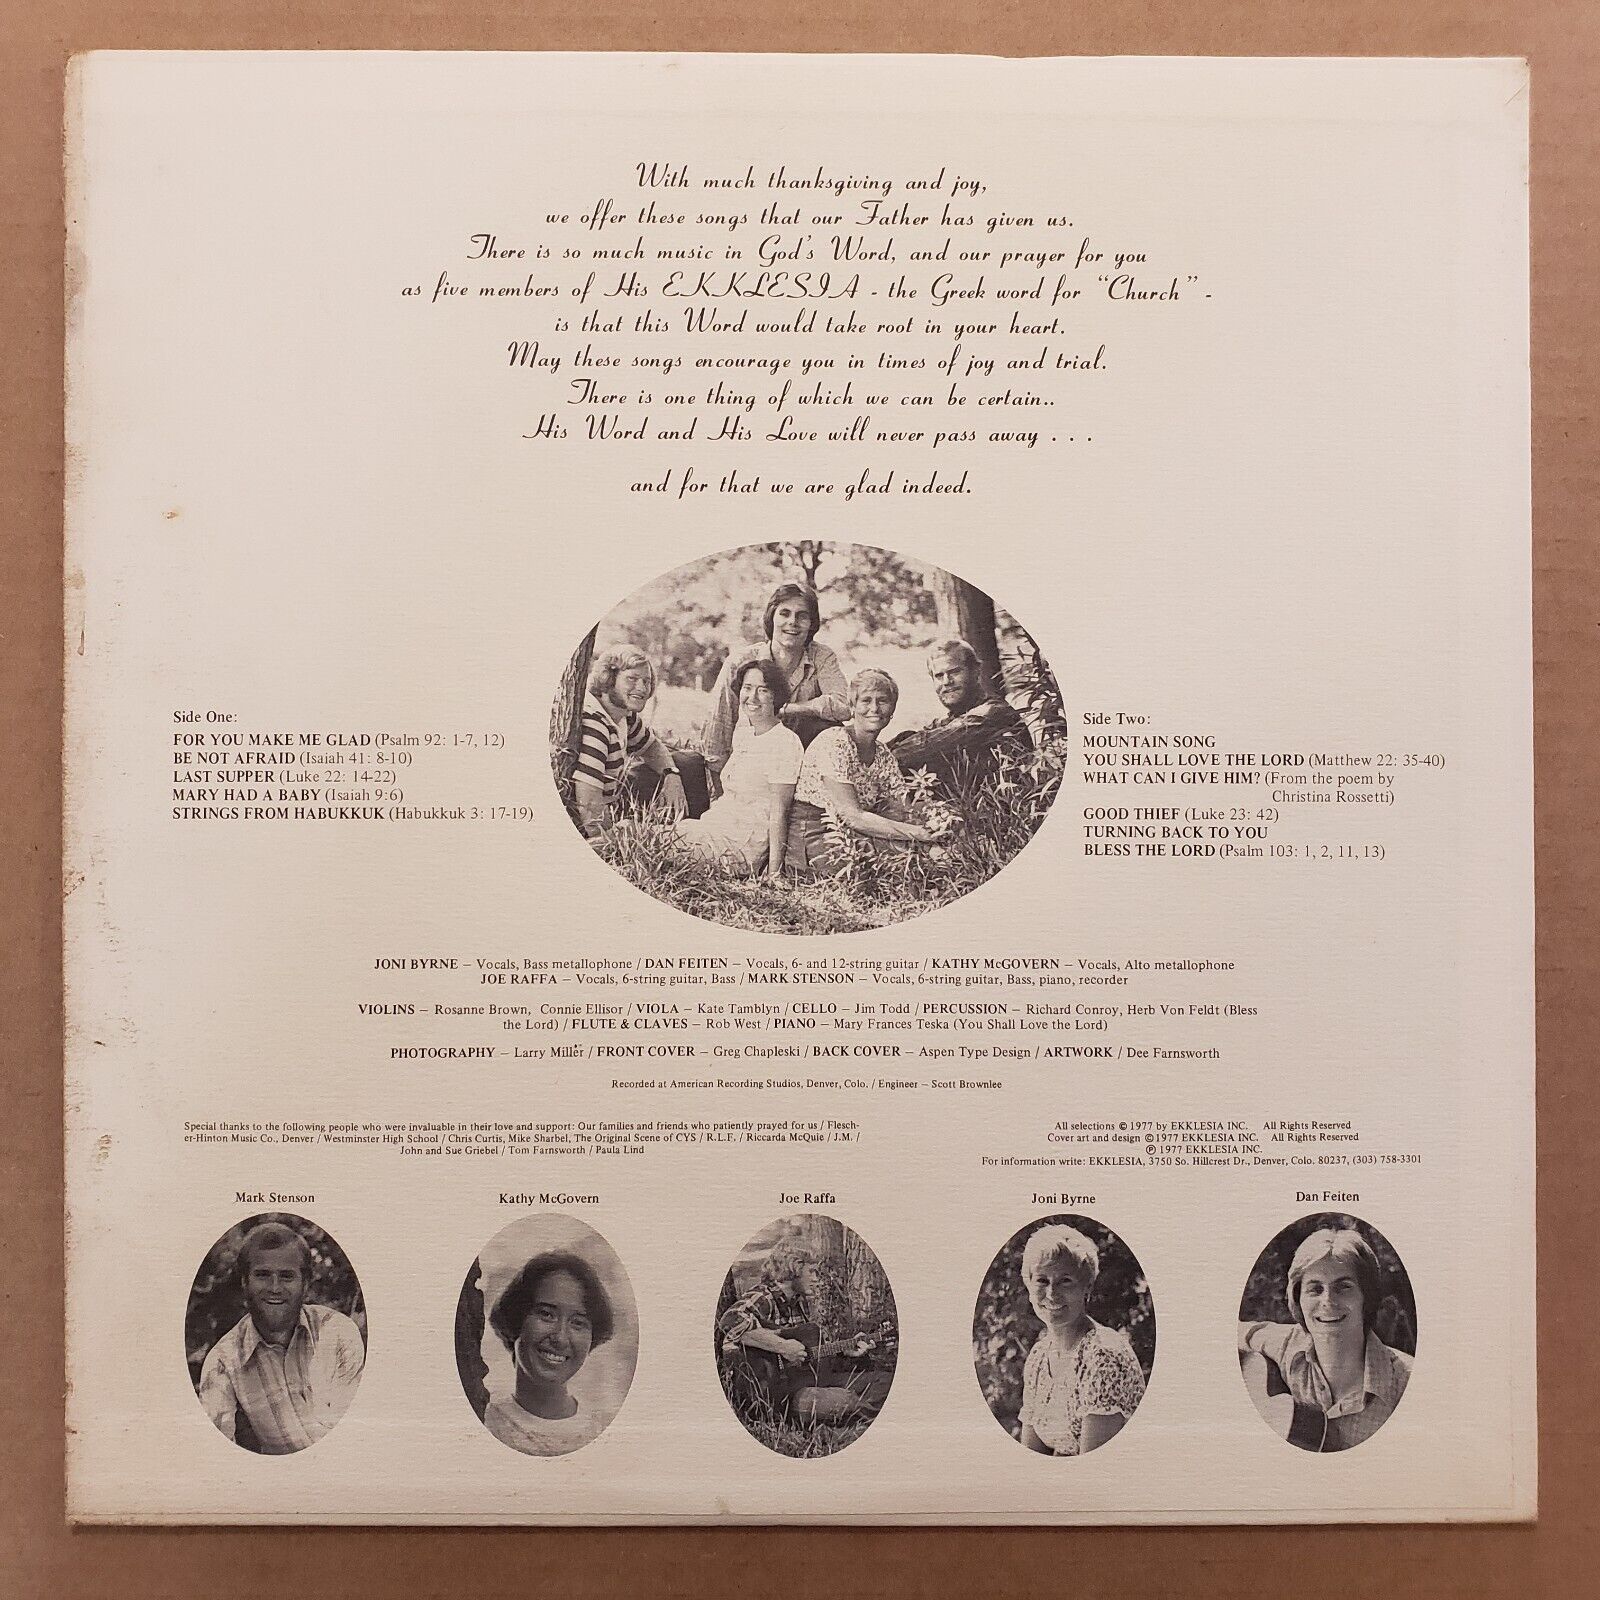 With much thanksgiving and joy,
we offer these songs that our Father has given us.
There is so much music in God's Word, and our prayer for you
as five members of His EKKLESIA - the Greek word for "Church" -
is that this Word would take root in your heart.
May these songs encourage you in times of joy and trial.
There is one thing of which we can be certain..
His Word and His Love will never pass away . . .
and for that we are glad indeed.
Side One:
FOR YOU MAKE ME GLAD (Psalm 92: 1-7, 12)
BE NOT AFRAID (Isaiah 41: 8-10)
LAST SUPPER (Luke 22: 14-22)
MARY HAD A BABY (Isaiah 9:6)
STRINGS FROM HABUKKUK (Habukkuk 3: 17-19)
Side Two:
MOUNTAIN SONG
YOU SHALL LOVE THE LORD (Matthew 22: 35-40)
WHAT CAN I GIVE HIM? (From the poem by
Christina Rossetti)
GOOD THIEF (Luke 23: 42)
TURNING BACK TO YOU
BLESS THE LORD (Psalm 103: 1, 2, 11, 13)
JONI BYRNE – Vocals, Bass metallophone / DAN FEITEN – Vocals, 6- and 12-string guitar / KATHY McGOVERN – Vocals, Alto metallophone
JOE RAFFA – Vocals, 6-string guitar, Bass / MARK STENSON – Vocals, 6-string guitar, Bass, piano, recorder
VIOLINS – Rosanne Brown, Connie Ellisor / VIOLA – Kate Tamblyn / CELLO – Jim Todd / PERCUSSION – Richard Conroy, Herb Von Feldt (Bless
the Lord) / FLUTE & CLAVES – Rob West / PIANO – Mary Frances Teska (You Shall Love the Lord)
PHOTOGRAPHY – Larry Miller / FRONT COVER – Greg Chapleski / BACK COVER – Aspen Type Design / ARTWORK / Dee Farnsworth
Recorded at American Recording Studios, Denver, Colo. / Engineer – Scott Brownlee
Special thanks to the following people who were invaluable in their love and support: Our families and friends who patiently prayed for us / Flesch-
er-Hinton Music Co., Denver / Westminster High School / Chris Curtis, Mike Sharbel, The Original Scene of CYS / R.L.F. / Riccarda McQuie / J.M. /
John and Sue Griebel / Tom Farnsworth / Paula Lind
All selections © 1977 by EKKLESIA INC. All Rights Reserved
Cover art and design © 1977 EKKLESIA INC. All Rights Reserved
℗ 1977 EKKLESIA INC.
For information write: EKKLESIA, 3750 So. Hillcrest Dr., Denver, Colo. 80237, (303) 758-3301
Mark Stenson
Kathy McGovern
Joe Raffa
Joni Byrne
Dan Feiten